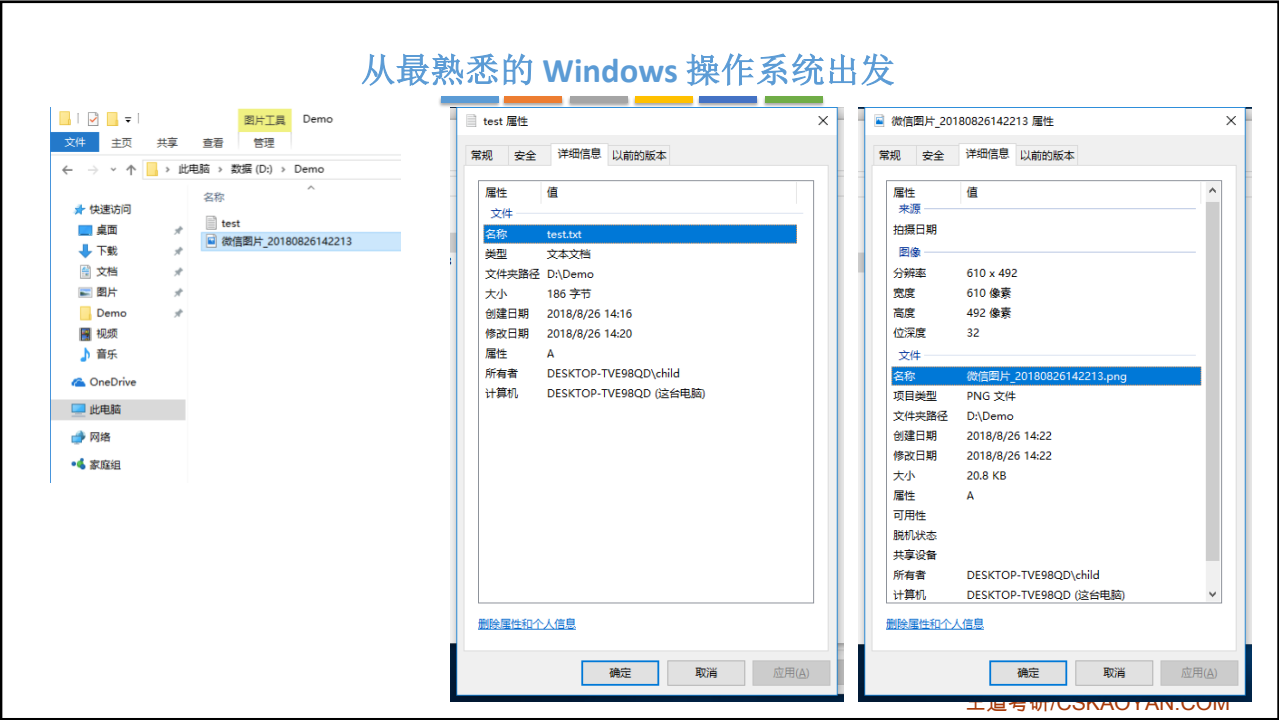 从最熟悉的 Windows 操作系统出发
图片工具
Demo
文件
主页
共享
查看
管理
此电脑
数据 (D:)
Demo
名称
快速访问
桌面
下载
文档
图片
Demo
视频
音乐
OneDrive
此电脑
网络
家庭组
test
微信图片_20180826142213
test 属性
常规
安全
详细信息
以前的版本
属性 值
文件
名称 test.txt
类型 文本文档
文件夹路径 D:\Demo
大小 186 字节
创建日期 2018/8/26 14:16
修改日期 2018/8/26 14:20
属性 A
所有者 DESKTOP-TVE98QD\child
计算机 DESKTOP-TVE98QD (这台电脑)
删除属性和个人信息
确定
取消
应用(A)
微信图片_20180826142213 属性
常规
安全
详细信息
以前的版本
属性 值
来源
拍摄日期
图像
分辨率 610 x 492
宽度 610 像素
高度 492 像素
位深度 32
文件
名称 微信图片_20180826142213.png
项目类型 PNG 文件
文件夹路径 D:\Demo
创建日期 2018/8/26 14:22
修改日期 2018/8/26 14:22
大小 20.8 KB
属性 A
可用性
脱机状态
共享设备
所有者 DESKTOP-TVE98QD\child
计算机 DESKTOP-TVE98QD (这台电脑)
删除属性和个人信息
确定
取消
应用(A)
王道考研/CSKAOYAN.COM